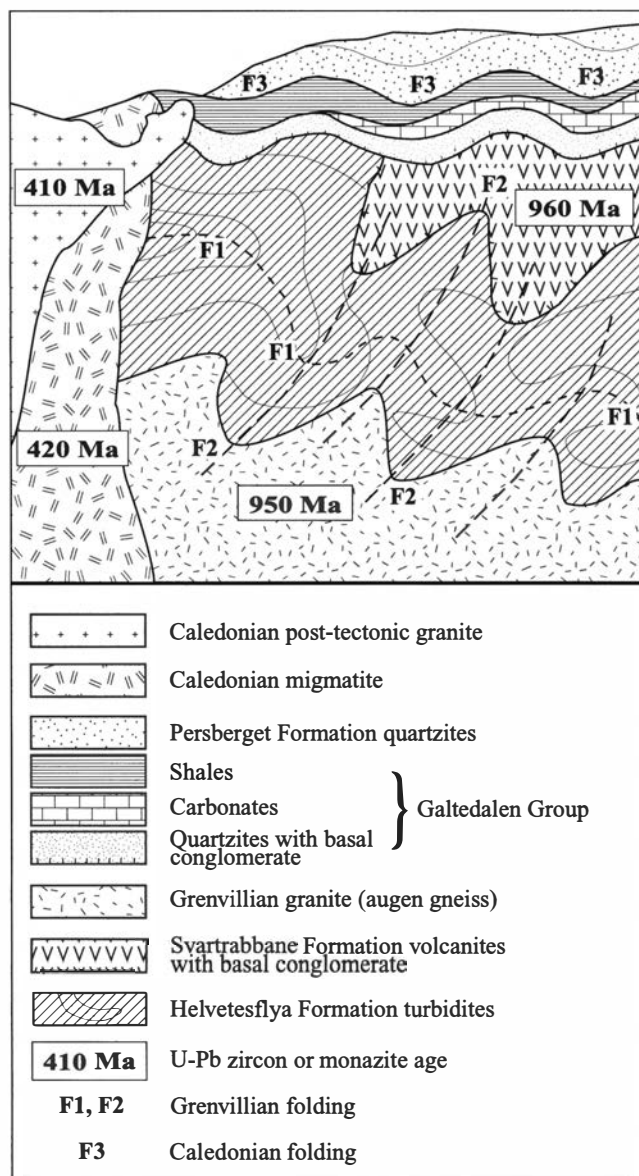 F3
F3
F3
410 Ma
F2
960 Ma
F1
F1
F1
420 Ma
F2
F2
950 Ma
Caledonian post-tectonic granite
Caledonian migmatite
Persberget Formation quartzites
Shales
Carbonates
Galtedalen Group
Quartzites with basal
conglomerate
Grenvillian granite (augen gneiss)
Svartrabbane Formation volcanites
with basal conglomerate
Helvetesflya Formation turbidites
410 Ma U-Pb zircon or monazite age
F1, F2 Grenvillian folding
F3 Caledonian folding